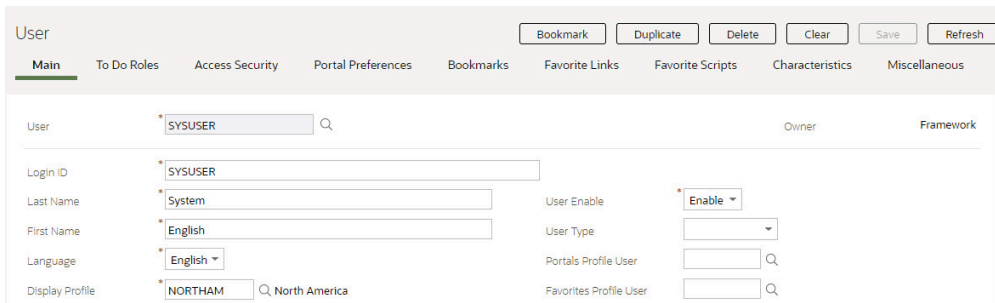 User Bookmark Duplicate Delete Clear Save Refresh
Main To Do Roles Access Security Portal Preferences Bookmarks Favorite Links Favorite Scripts Characteristics Miscellaneous
User * SYSUSER Owner Framework
Login ID * SYSUSER
Last Name * System User Enable * Enable
First Name * English User Type
Language * English Portals Profile User
Display Profile * NORTHAM North America Favorites Profile User